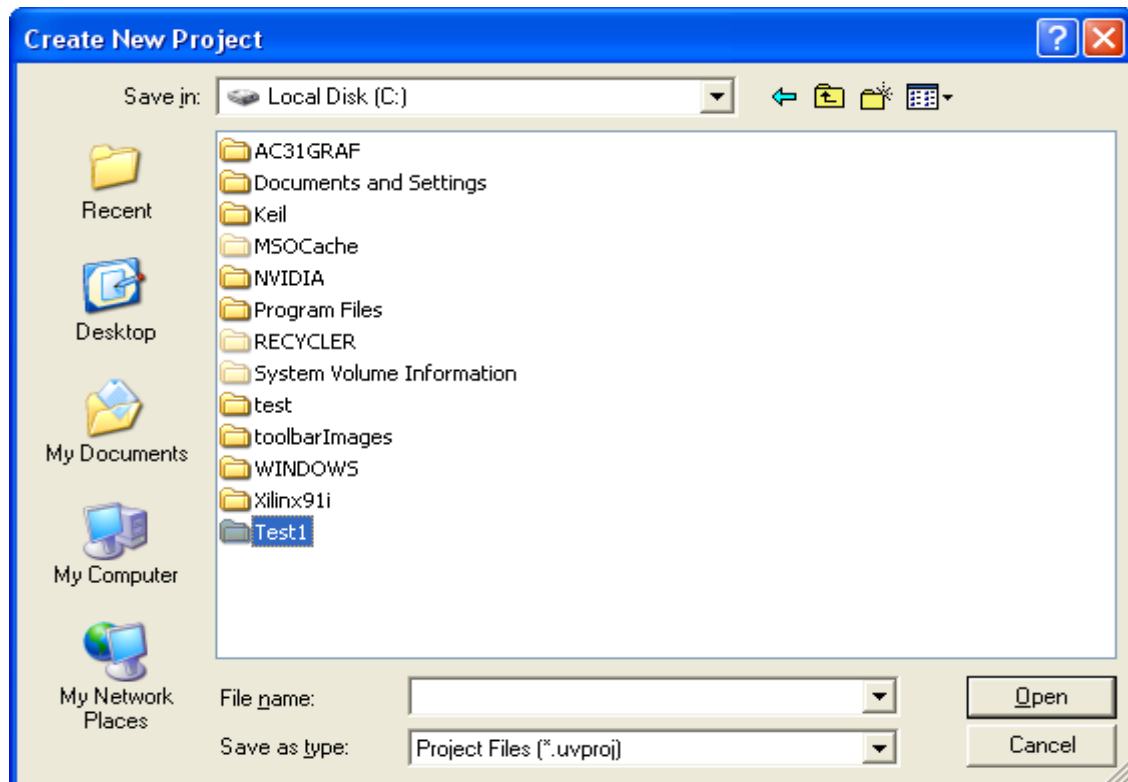 Create New Project
Save in:
Local Disk (C:)
Recent
Desktop
My Documents
My Computer
My Network
Places
AC31GRAF
Documents and Settings
Keil
MSOCache
NVIDIA
Program Files
RECYCLER
System Volume Information
test
toolbarImages
WINDOWS
Xilinx91i
Test1
File name:
Open
Save as type:
Project Files (*.uvproj)
Cancel